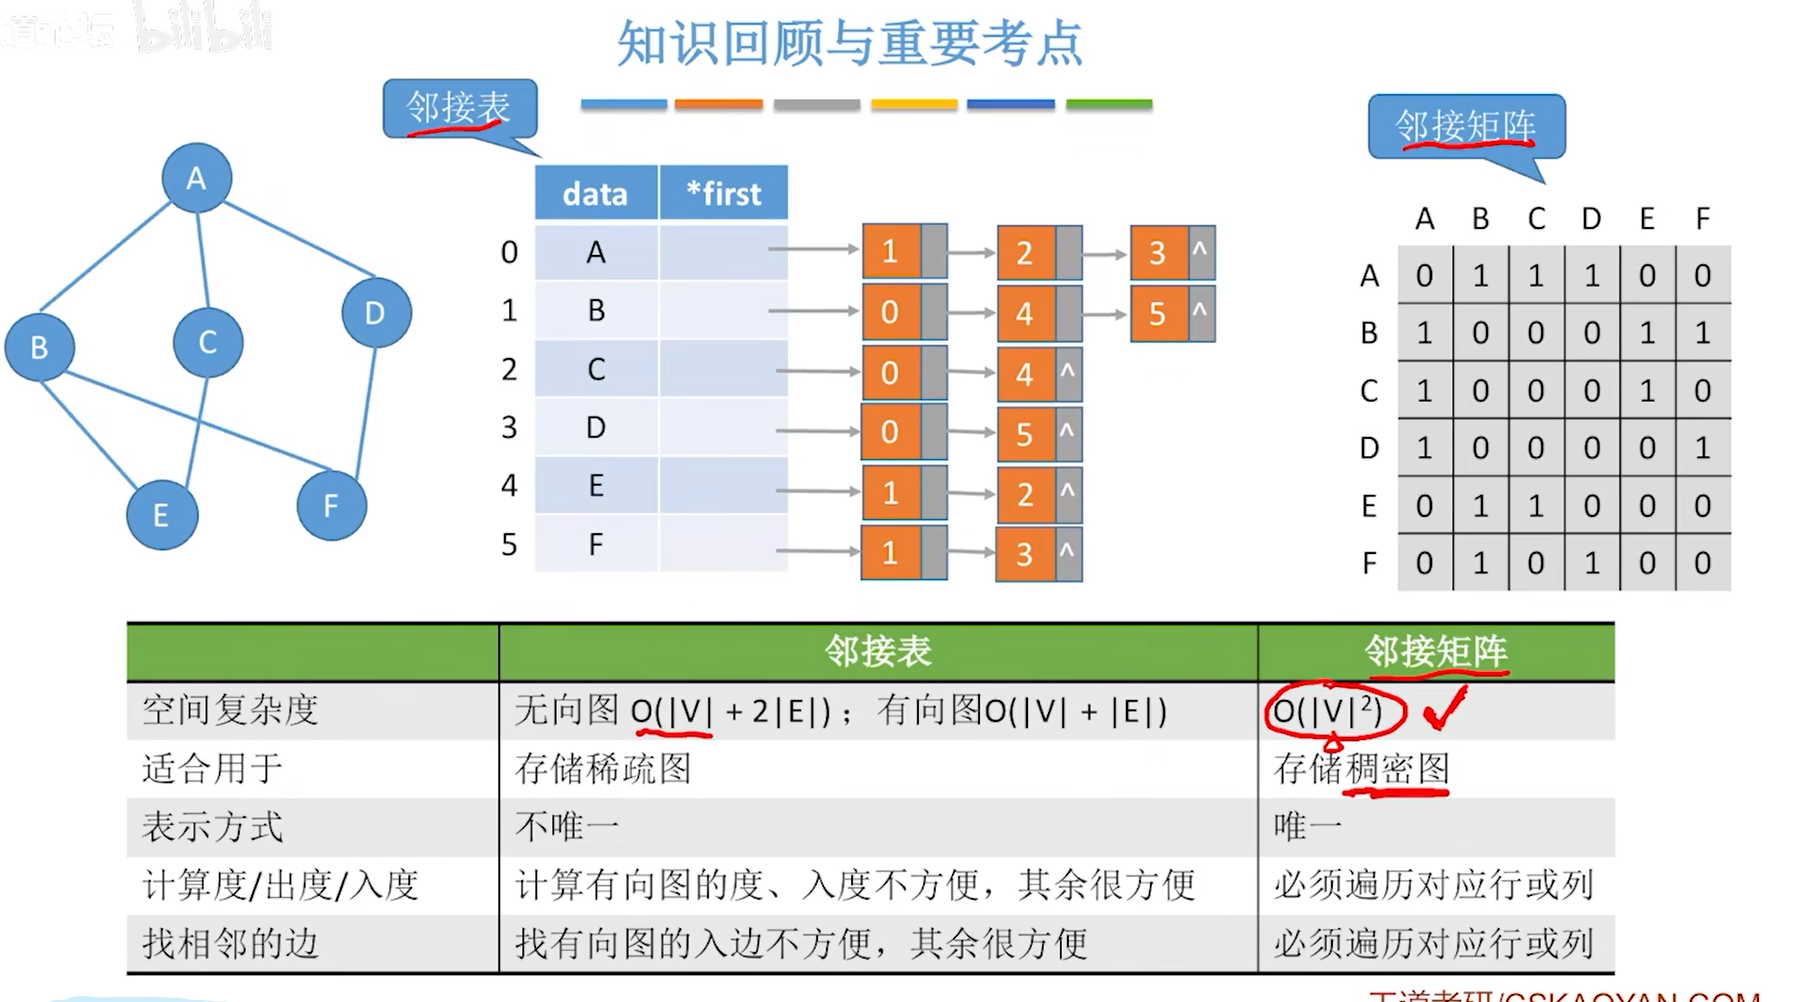 道论坛 bilibili
知识回顾与重要考点
邻接表
邻接矩阵
A
B
C
D
E
F
data *first
0 A 1 2 3 ^
1 B 0 4 5 ^
2 C 0 4 ^
3 D 0 5 ^
4 E 1 2 ^
5 F 1 3 ^
A B C D E F
A 0 1 1 1 0 0
B 1 0 0 0 1 1
C 1 0 0 0 1 0
D 1 0 0 0 0 1
E 0 1 1 0 0 0
F 0 1 0 1 0 0
邻接表 邻接矩阵
空间复杂度 无向图 O(|V| + 2|E|)；有向图O(|V| + |E|) O(|V|²)
适合用于 存储稀疏图 存储稠密图
表示方式 不唯一 唯一
计算度/出度/入度 计算有向图的度、入度不方便，其余很方便 必须遍历对应行或列
找相邻的边 找有向图的入边不方便，其余很方便 必须遍历对应行或列
王道考研/CSKAOYAN.COM